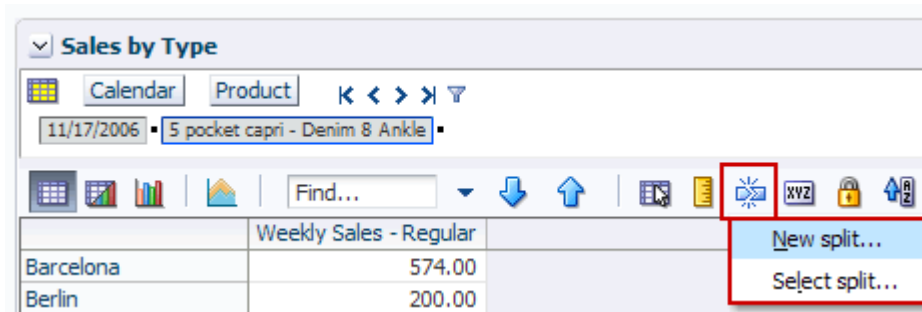 Sales by Type
Calendar Product
11/17/2006 5 pocket capri - Denim 8 Ankle
Find... XYZ A Z
Weekly Sales - Regular
New split...
Barcelona 574.00
Select split...
Berlin 200.00